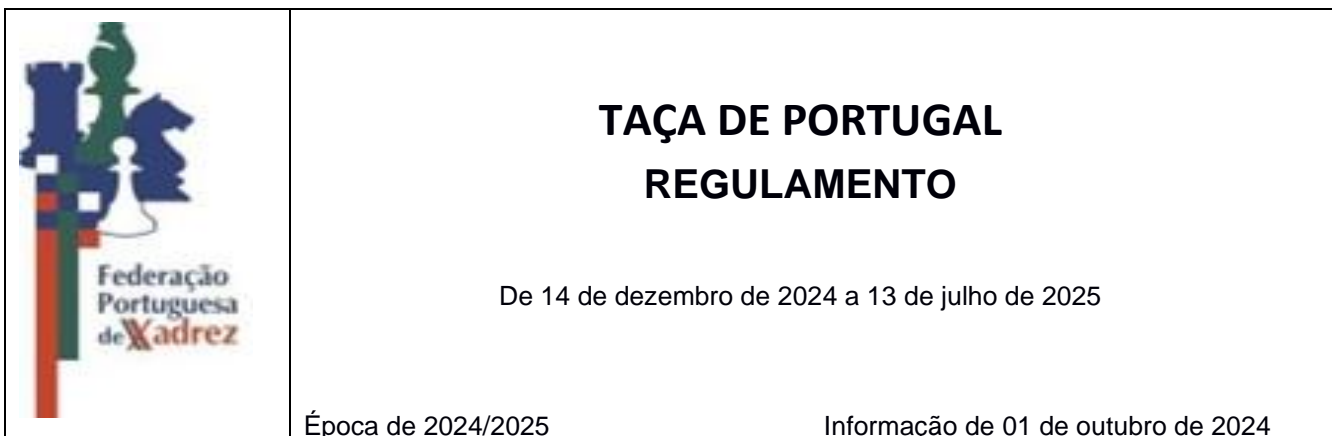 Federação
Portuguesa
de Xadrez
TAÇA DE PORTUGAL
REGULAMENTO
De 14 de dezembro de 2024 a 13 de julho de 2025
Época de 2024/2025 Informação de 01 de outubro de 2024